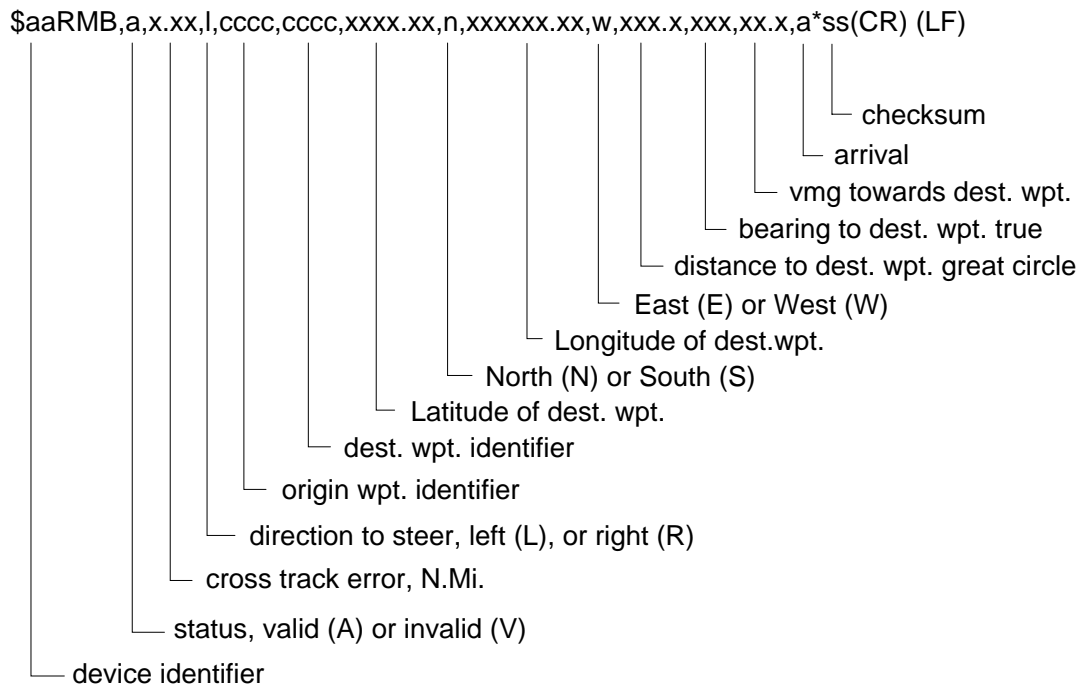 $aaRMB,a,x.xx,l,cccc,cccc,xxxx.xx,n,xxxxxx.xx,w,xxx.x,xxx,xx.x,a*ss(CR) (LF)
checksum
arrival
vmg towards dest. wpt.
bearing to dest. wpt. true
distance to dest. wpt. great circle
East (E) or West (W)
Longitude of dest.wpt.
North (N) or South (S)
Latitude of dest. wpt.
dest. wpt. identifier
origin wpt. identifier
direction to steer, left (L), or right (R)
cross track error, N.Mi.
status, valid (A) or invalid (V)
device identifier